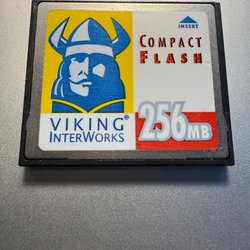 INSERT
COMPACT
FLASH
VIKING®
INTERWORKS
256MB